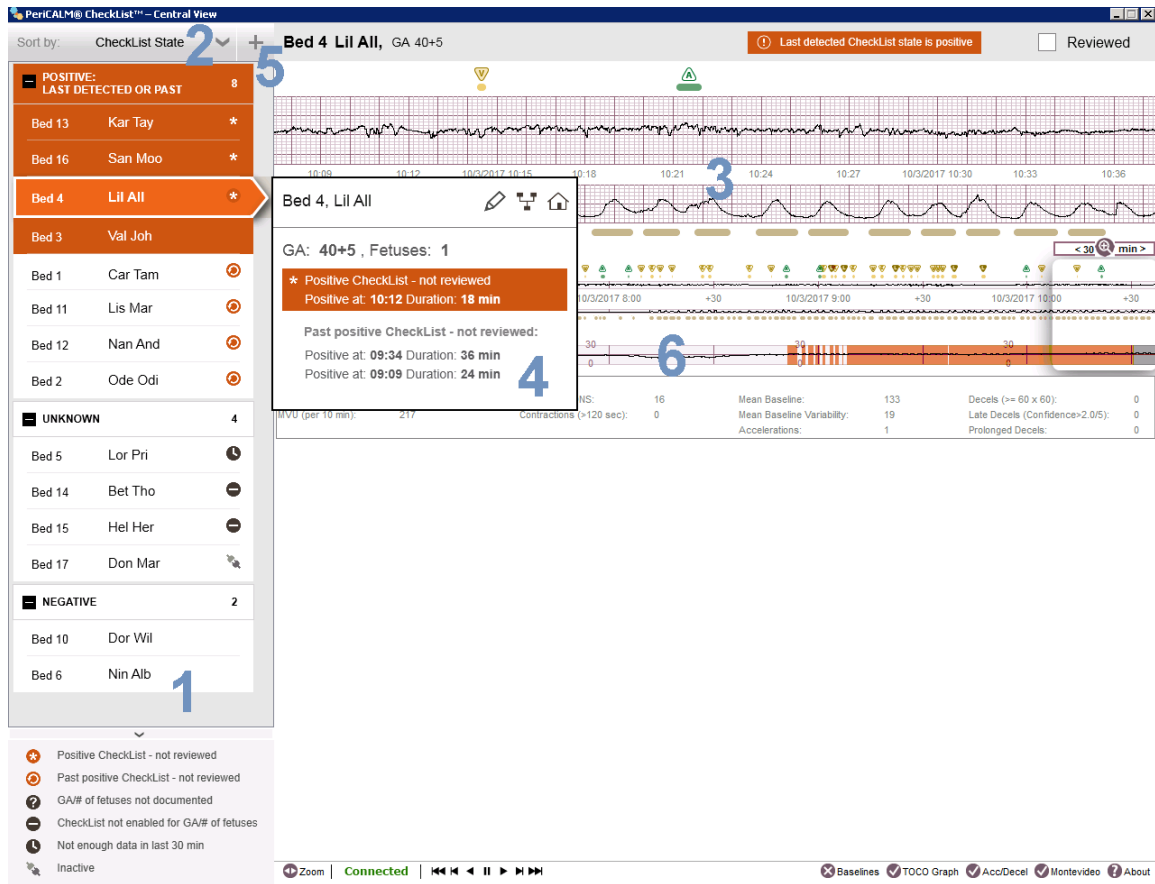 PeriCALM® CheckList™ – Central View
Sort by: CheckList State 2
5
Bed 4 Lil All, GA 40+5
Last detected CheckList state is positive
Reviewed
POSITIVE:
LAST DETECTED OR PAST 8
Bed 13 Kar Tay *
Bed 16 San Moo *
Bed 4 Lil All *
Bed 3 Val Joh
Bed 1 Car Tam
Bed 11 Lis Mar
Bed 12 Nan And
Bed 2 Ode Odi
UNKNOWN 4
Bed 5 Lor Pri
Bed 14 Bet Tho
Bed 15 Hel Her
Bed 17 Don Mar
NEGATIVE 2
Bed 10 Dor Wil
Bed 6 Nin Alb
1
Positive CheckList - not reviewed
Past positive CheckList - not reviewed
? GA/# of fetuses not documented
CheckList not enabled for GA/# of fetuses
Not enough data in last 30 min
Inactive
V A
10:09 10:12 10/3/2017 10:15 10:18 10:21 10:24 10:27 10/3/2017 10:30 10:33 10:36
3
Bed 4, Lil All
GA: 40+5 , Fetuses: 1
* Positive CheckList - not reviewed
Positive at: 10:12 Duration: 18 min
Past positive CheckList - not reviewed:
Positive at: 09:34 Duration: 36 min
Positive at: 09:09 Duration: 24 min
4
< 30 min >
10/3/2017 8:00 +30 10/3/2017 9:00 +30 10/3/2017 10:00 +30
30 30 30
0 0 0
6
NS: 16 Mean Baseline: 133 Decels (>= 60 x 60): 0
MVU (per 10 min): 217 Contractions (>120 sec): 0 Mean Baseline Variability: 19 Late Decels (Confidence>2.0/5): 0
Accelerations: 1 Prolonged Decels: 0
Zoom Connected Baselines TOCO Graph Acc/Decel Montevideo ? About